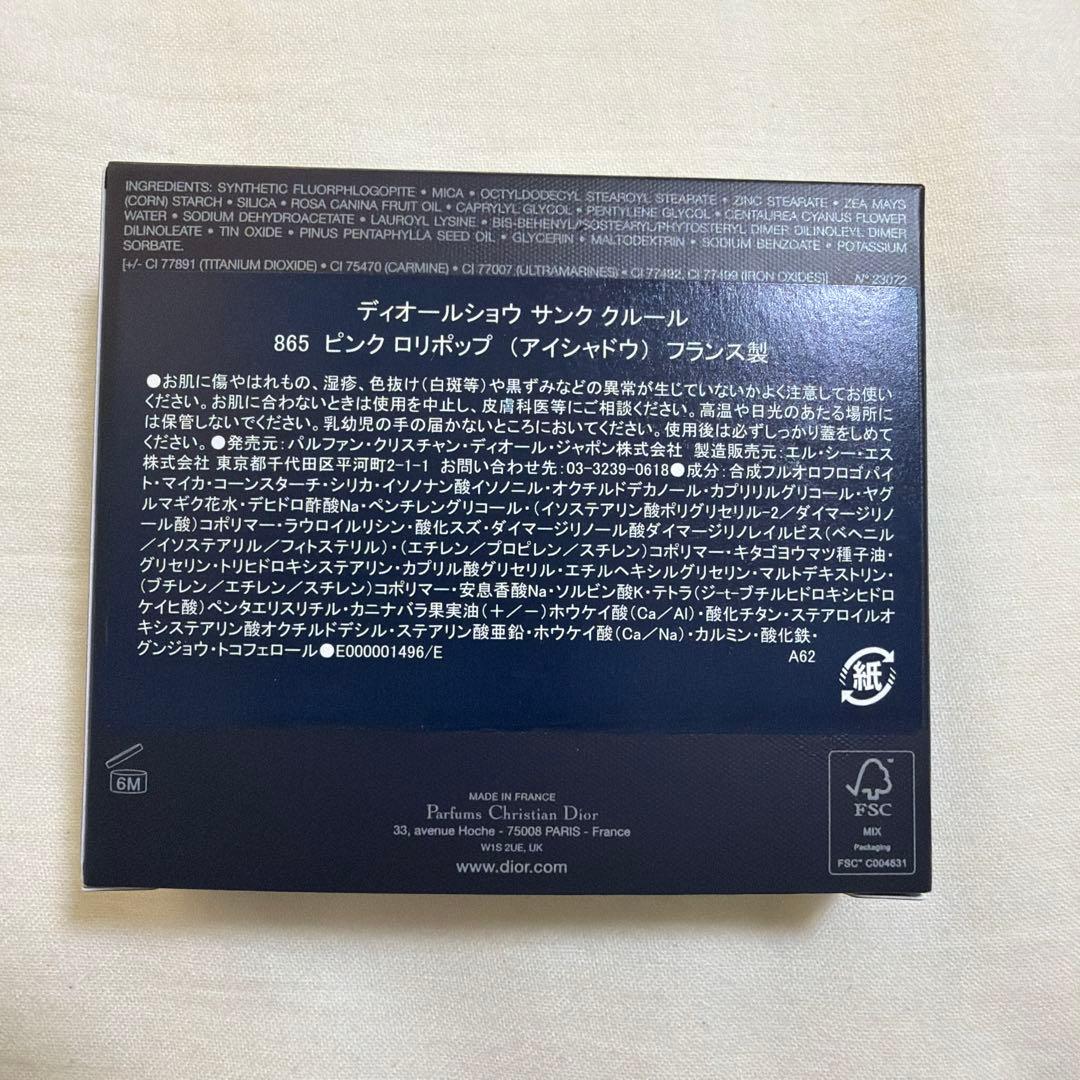 INGREDIENTS: SYNTHETIC FLUORPHLOGOPITE • MICA • OCTYLDODECYL STEAROYL STEARATE • ZINC STEARATE • ZEA MAYS
(CORN) STARCH • SILICA • ROSA CANINA FRUIT OIL • CAPRYLYL GLYCOL • PENTYLENE GLYCOL • CENTAUREA CYANUS FLOWER
WATER • SODIUM DEHYDROACETATE • LAUROYL LYSINE • BIS-BEHENYL/ISOSTEARYL/PHYTOSTERYL DIMER DILINOLEYL DIMER
DILINOLEATE • TIN OXIDE • PINUS PENTAPHYLLA SEED OIL • GLYCERIN • MALTODEXTRIN • SODIUM BENZOATE • POTASSIUM
SORBATE.
[+/- CI 77891 (TITANIUM DIOXIDE) • CI 75470 (CARMINE) • CI 77007 (ULTRAMARINES) • CI 77492, CI 77499 (IRON OXIDES)] N° 23072
ディオールショウ サンク クルール
865 ピンク ロリポップ (アイシャドウ) フランス製
●お肌に傷やはれもの、湿疹、色抜け(白斑等)や黒ずみなどの異常が生じていないかよく注意してお使い
ください。お肌に合わないときは使用を中止し、皮膚科医等にご相談ください。高温や日光のあたる場所に
は保管しないでください。乳幼児の手の届かないところにおいてください。使用後は必ずしっかり蓋をしめて
ください。●発売元:パルファン・クリスチャン・ディオール・ジャポン株式会社 製造販売元:エル・シー・エス
株式会社 東京都千代田区平河町2-1-1 お問い合わせ先:03-3239-0618●成分:合成フルオロフロゴパイ
ト・マイカ・コーンスターチ・シリカ・イソノナン酸イソノニル・オクチルドデカノール・カプリリルグリコール・ヤグ
ルマギク花水・デヒドロ酢酸Na・ペンチレングリコール・(イソステアリン酸ポリグリセリル-2/ダイマージリノ
ール酸)コポリマー・ラウロイルリシン・酸化スズ・ダイマージリノール酸ダイマージリノレイルビス(ベヘニル
/イソステアリル/フィトステリル)・(エチレン/プロピレン/スチレン)コポリマー・キタゴヨウマツ種子油・
グリセリン・トリヒドロキシステアリン・カプリル酸グリセリル・エチルヘキシルグリセリン・マルトデキストリン・
(ブチレン/エチレン/スチレン)コポリマー・安息香酸Na・ソルビン酸K・テトラ(ジ-t-ブチルヒドロキシヒドロ
ケイヒ酸)ペンタエリスリチル・カニナバラ果実油(+/-)ホウケイ酸(Ca/Al)・酸化チタン・ステアロイルオ
キシステアリン酸オクチルドデシル・ステアリン酸亜鉛・ホウケイ酸(Ca/Na)・カルミン・酸化鉄・
グンジョウ・トコフェロール●E000001496/E A62
紙
6M
MADE IN FRANCE
Parfums Christian Dior
33, avenue Hoche - 75008 PARIS - France
W1S 2UE, UK
www.dior.com
FSC
MIX
Packaging
FSC™ C004631